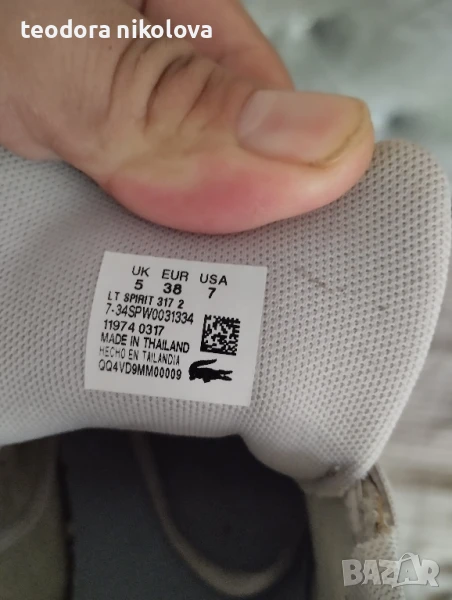 teodora nikolova
UK EUR USA
5 38 7
LT SPIRIT 317 2
7-34SPW0031334
11974 0317
MADE IN THAILAND
HECHO EN TAILANDIA
QQ4VD9MM00009
bazar